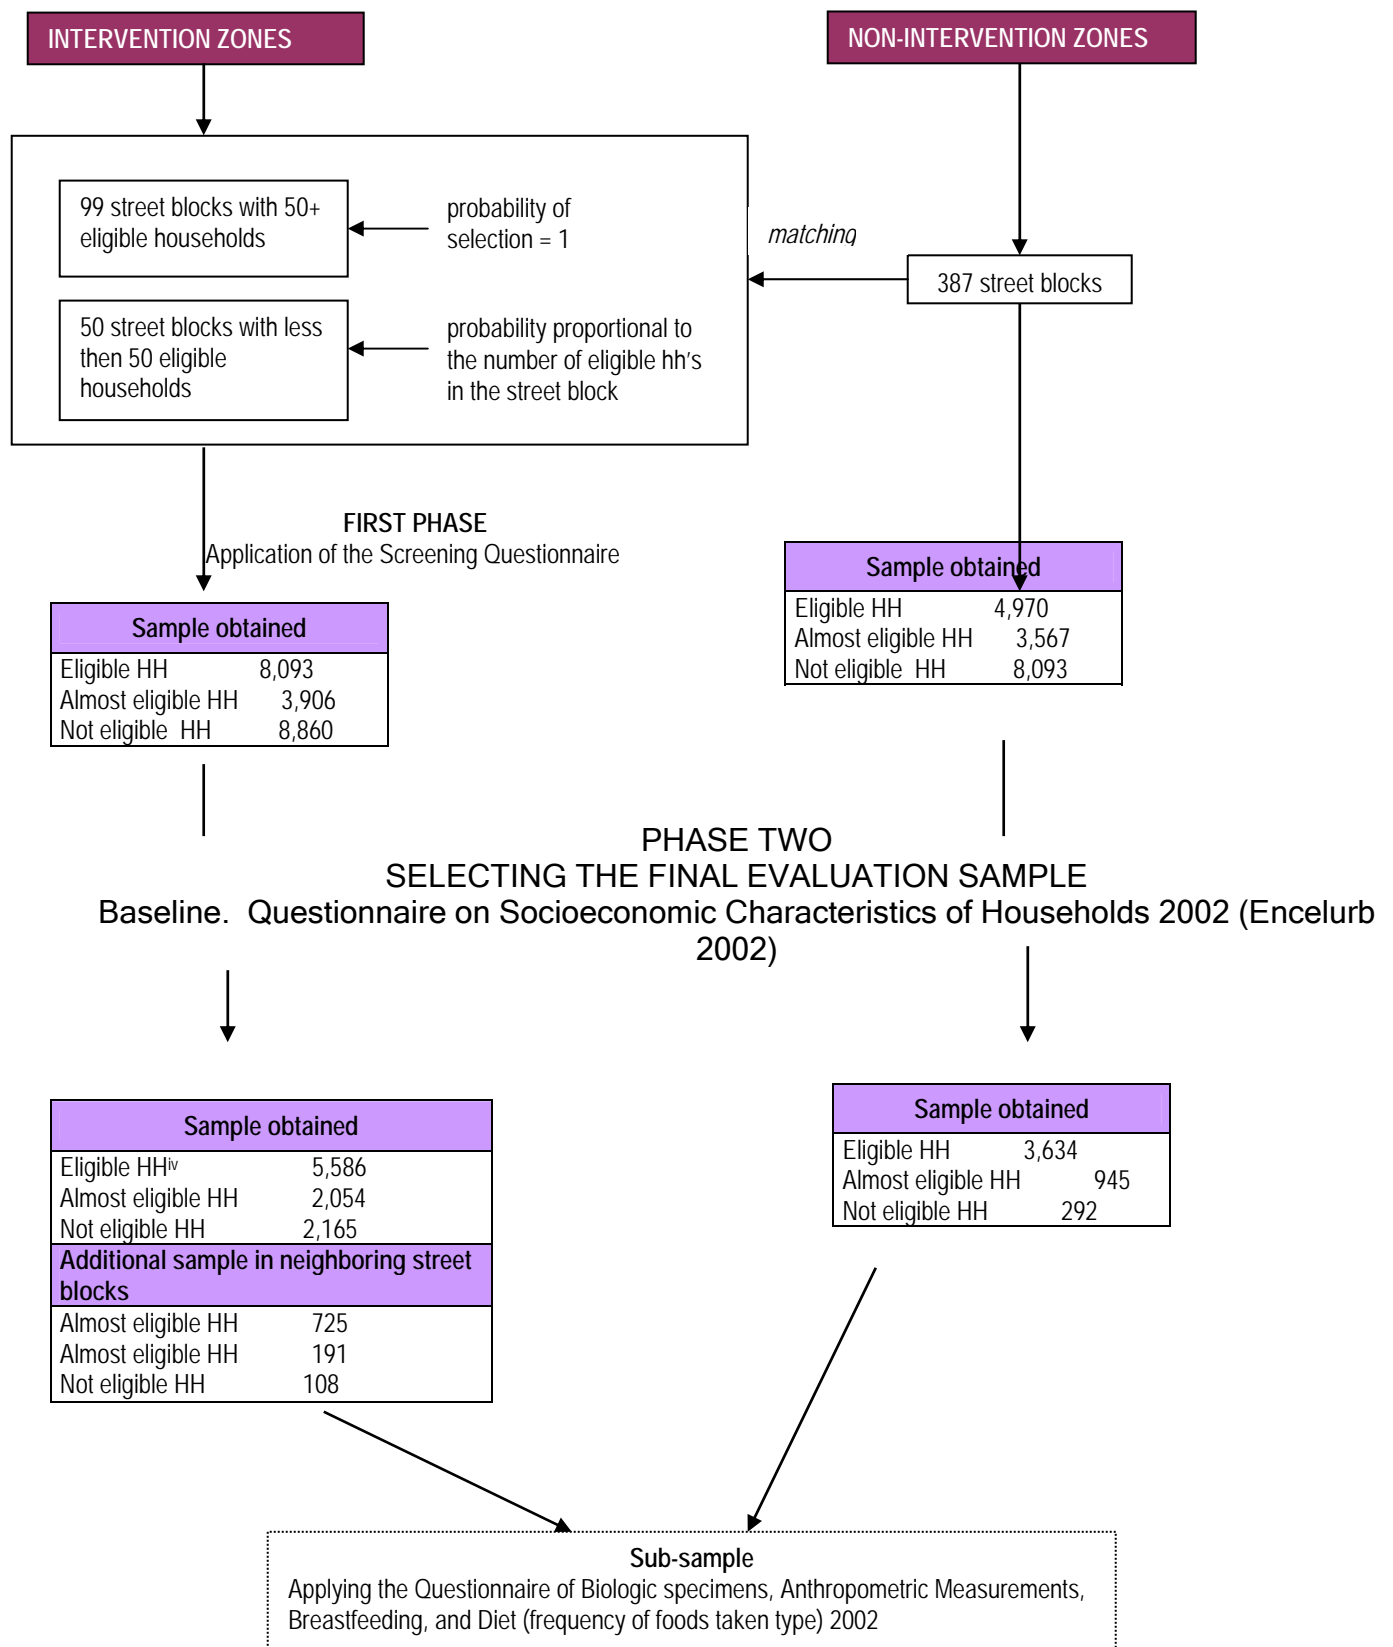 INTERVENTION ZONES
NON-INTERVENTION ZONES
99 street blocks with 50+
eligible households
probability of
selection = 1
matching
387 street blocks
50 street blocks with less
then 50 eligible
households
probability proportional to
the number of eligible hh's
in the street block
FIRST PHASE
Application of the Screening Questionnaire
Sample obtained
Eligible HH 4,970
Almost eligible HH 3,567
Not eligible HH 8,093
Sample obtained
Eligible HH 8,093
Almost eligible HH 3,906
Not eligible HH 8,860
PHASE TWO
SELECTING THE FINAL EVALUATION SAMPLE
Baseline. Questionnaire on Socioeconomic Characteristics of Households 2002 (Encelurb
2002)
Sample obtained
Eligible HHiv 5,586
Almost eligible HH 2,054
Not eligible HH 2,165
Additional sample in neighboring street
blocks
Almost eligible HH 725
Almost eligible HH 191
Not eligible HH 108
Sample obtained
Eligible HH 3,634
Almost eligible HH 945
Not eligible HH 292
Sub-sample
Applying the Questionnaire of Biologic specimens, Anthropometric Measurements,
Breastfeeding, and Diet (frequency of foods taken type) 2002